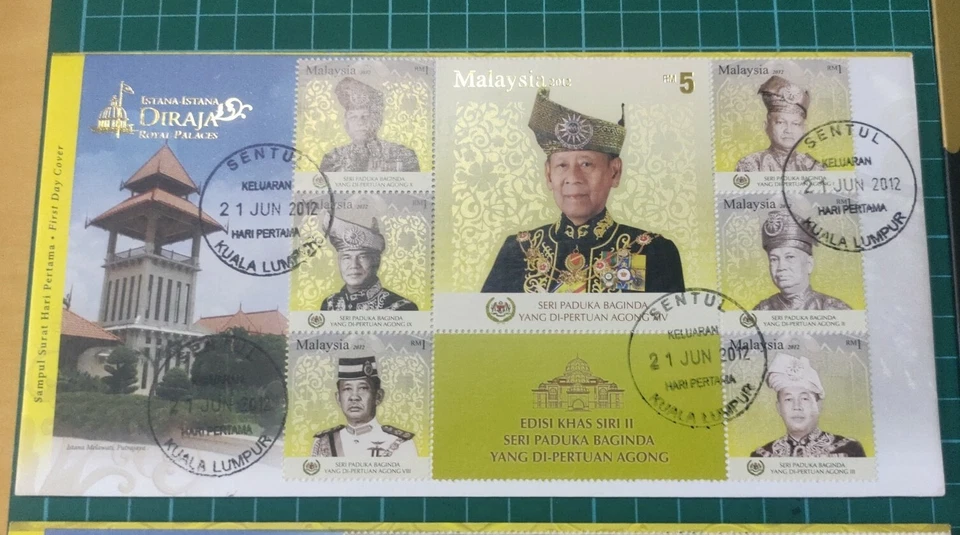 ISTANA-ISTANA
DIRAJA
ROYAL PALACES
Sampul Surat Hari Pertama • First Day Cover
Istana Melawati, Putrajaya
SENTUL
KELUARAN
21 JUN 2012
HARI PERTAMA
KUALA LUMPUR
21 JUN 2012
HARI PERTAMA
KUALA LUMPUR
Malaysia 2012 RM1
SERI PADUKA BAGINDA
YANG DI-PERTUAN AGONG X
Malaysia
SERI PADUKA BAGINDA
YANG DI-PERTUAN AGONG IX
Malaysia 2012 RM1
SERI PADUKA BAGINDA
YANG DI-PERTUAN AGONG VIII
Malaysia 2012 RM5
SERI PADUKA BAGINDA
YANG DI-PERTUAN AGONG XIV
EDISI KHAS SIRI II
SERI PADUKA BAGINDA
YANG DI-PERTUAN AGONG
SENTUL
KELUARAN
21 JUN 2012
HARI PERTAMA
KUALA LUMPUR
Malaysia 2012 RM1
SERI PADUKA BAGINDA
YANG DI-PERTUAN AGONG
SENTUL
KELUARAN
21 JUN 2012
HARI PERTAMA
KUALA LUMPUR
Malaysia 2012 RM1
SERI PADUKA BAGINDA
YANG DI-PERTUAN AGONG II
Malaysia 2012 RM1
SERI PADUKA BAGINDA
YANG DI-PERTUAN AGONG III